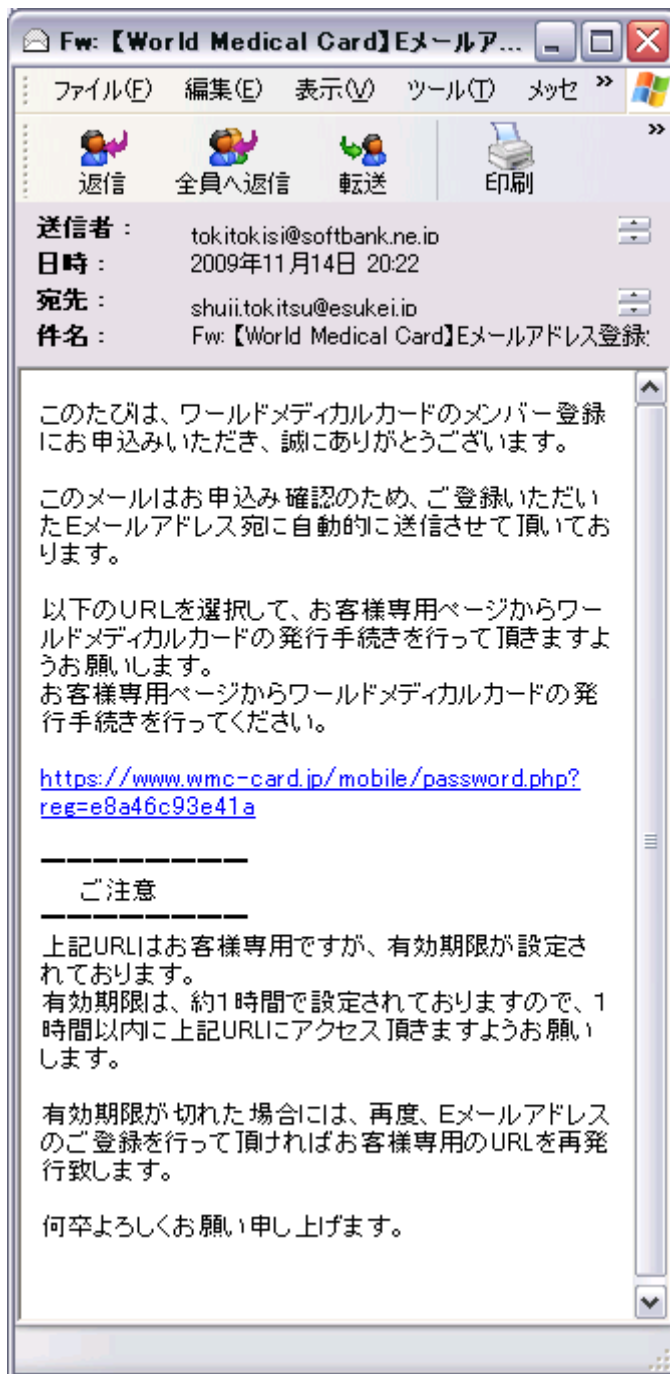 Fw: 【World Medical Card】Eメールア...
ファイル(F) 編集(E) 表示(V) ツール(T) メッセ »
返信 全員へ返信 転送 印刷 »
送信者： tokitokisi@softbank.ne.jp
日時： 2009年11月14日 20:22
宛先： shuji.tokitsu@esukei.jp
件名： Fw: 【World Medical Card】Eメールアドレス登録
このたびは、ワールドメディカルカードのメンバー登録
にお申込みいただき、誠にありがとうございます。
このメールはお申込み確認のため、ご登録いただい
たEメールアドレス宛に自動的に送信させて頂いてお
ります。
以下のURLを選択して、お客様専用ページからワー
ルドメディカルカードの発行手続きを行って頂きますよ
うお願いします。
お客様専用ページからワールドメディカルカードの発
行手続きを行ってください。
https://www.wmc-card.jp/mobile/password.php?
reg=e8a46c93e41a
ーーーーーーーー
ご注意
ーーーーーーーー
上記URLはお客様専用ですが、有効期限が設定さ
れております。
有効期限は、約1時間で設定されておりますので、1
時間以内に上記URLにアクセス頂きますようお願い
します。
有効期限が切れた場合には、再度、Eメールアドレス
のご登録を行って頂ければお客様専用のURLを再発
行致します。
何卒よろしくお願い申し上げます。